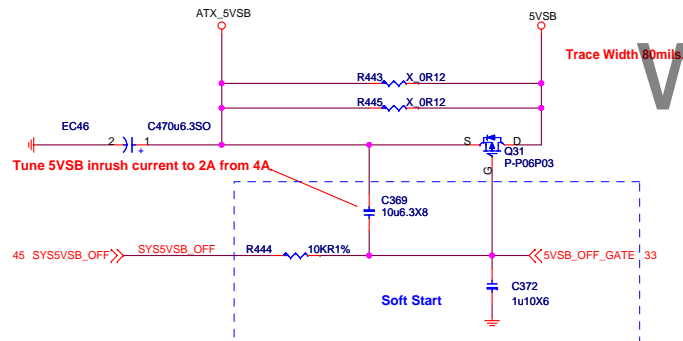 ATX_5VSB
5VSB
Trace Width 80mils.
V
R443 X_0R12
R445 X_0R12
EC46 C470u6.3SO
2 1 +
S D
Q31
P-P06P03
G
Tune 5VSB inrush current to 2A from 4A
C369
10u6.3X8
45 SYS5VSB_OFF SYS5VSB_OFF R444 10KR1% 5VSB_OFF_GATE 33
C372
1u10X6
Soft Start